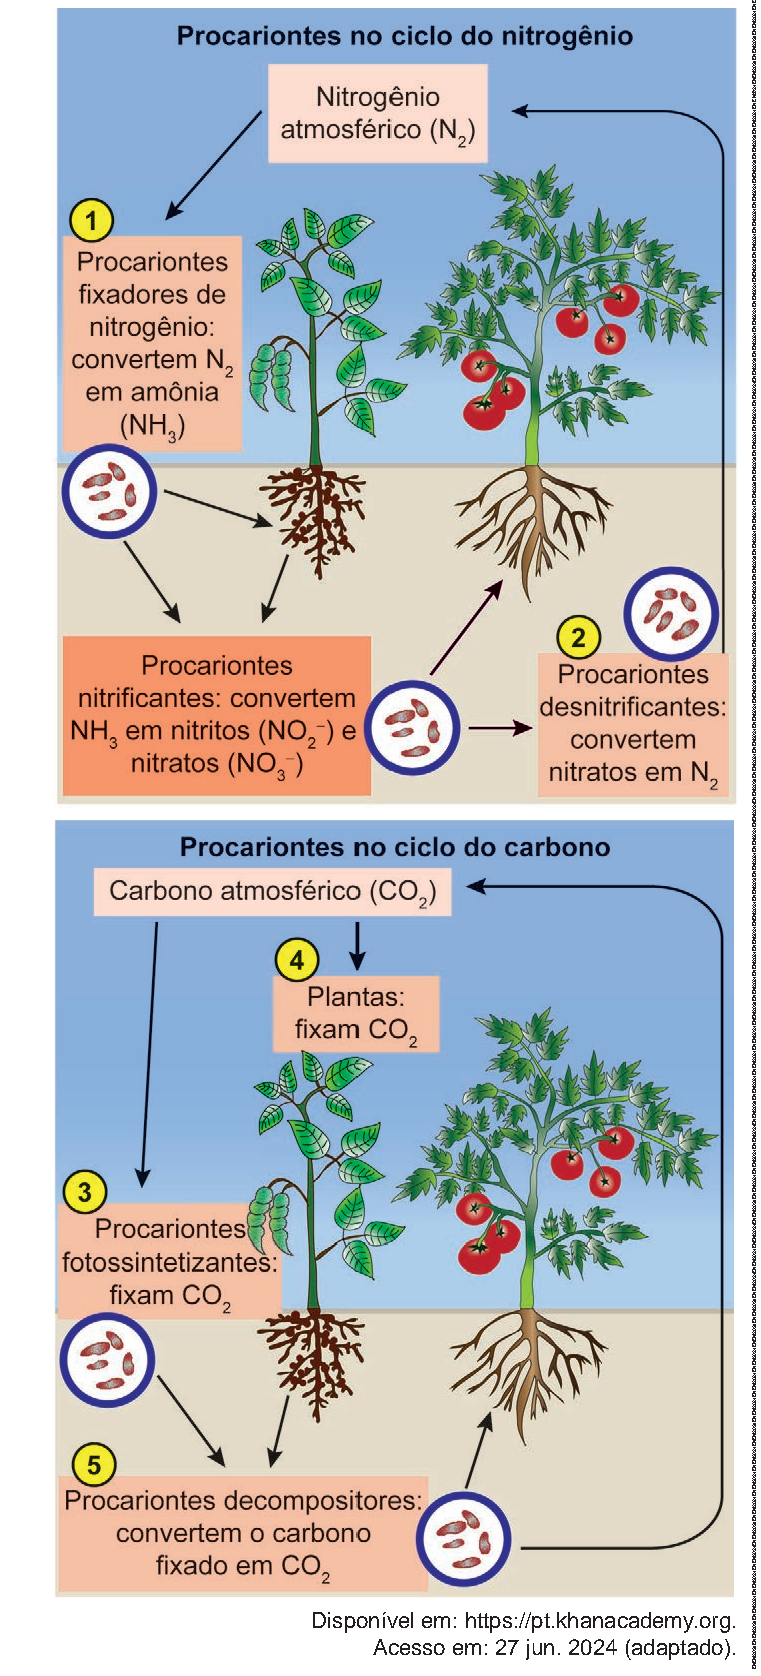 Procariontes no ciclo do nitrogênio
Nitrogênio
atmosférico (N₂)
1
Procariontes
fixadores de
nitrogênio:
convertem N₂
em amônia
(NH₃)
Procariontes
nitrificantes: convertem
NH₃ em nitritos (NO₂⁻) e
nitratos (NO₃⁻)
2
Procariontes
desnitrificantes:
convertem
nitratos em N₂
Procariontes no ciclo do carbono
Carbono atmosférico (CO₂)
4
Plantas:
fixam CO₂
3
Procariontes
fotossintetizantes:
fixam CO₂
5
Procariontes decompositores:
convertem o carbono
fixado em CO₂
Disponível em: https://pt.khanacademy.org.
Acesso em: 27 jun. 2024 (adaptado).